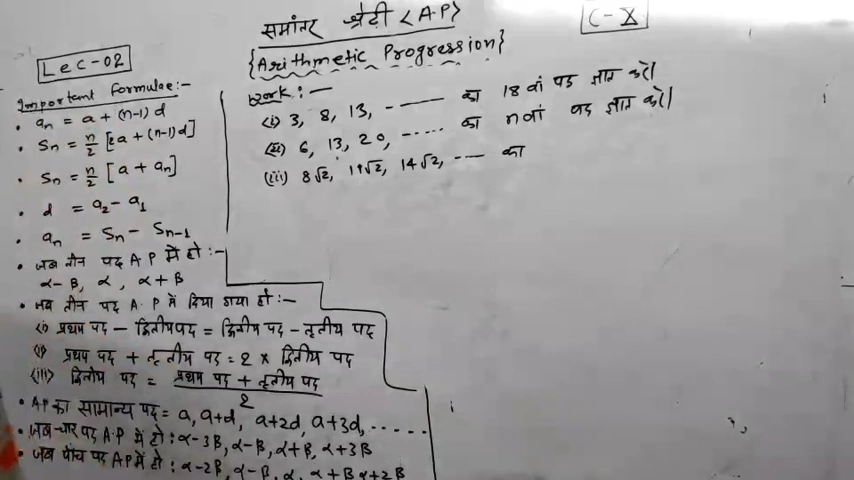 समांतर श्रेढ़ी <A.P>
C-X
{Arithmetic Progression}
Lec-02
Important formulae:-
• an = a + (n-1) d
• Sn = n/2 [2a + (n-1) d]
• Sn = n/2 [a + an]
• d = a2 - a1
• an = Sn - Sn-1
• जब तीन पद A.P में हो :-
α-β, α, α+β
• जब तीन पद A.P में दिया गया हो :-
(i) प्रथम पद - द्वितीय पद = द्वितीय पद - तृतीय पद
(ii) प्रथम पद + तृतीय पद = 2 × द्वितीय पद
(iii) द्वितीय पद = प्रथम पद + तृतीय पद / 2
• AP का सामान्य पद = a, a+d, a+2d, a+3d, ......
• जब चार पद A.P में हो : α-3β, α-β, α+β, α+3β
• जब पांच पद AP में हो : α-2β, α-β, α, α+β α+2β
Work :-
(i) 3, 8, 13, ---- का 18 वां पद ज्ञात करें|
(ii) 6, 13, 20, ..... का n वां पद ज्ञात करें|
(iii) 8√2, 11√2, 14√2, ---- का